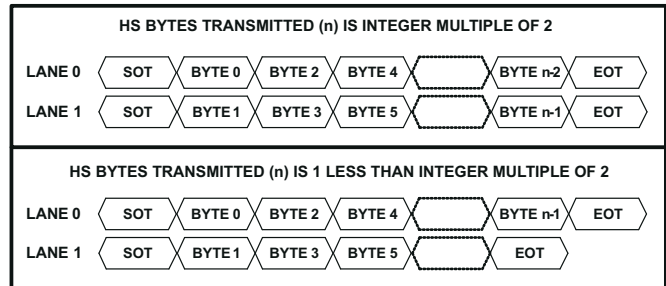 HS BYTES TRANSMITTED (n) IS INTEGER MULTIPLE OF 2
LANE 0 SOT BYTE 0 BYTE 2 BYTE 4 BYTE n-2 EOT
LANE 1 SOT BYTE 1 BYTE 3 BYTE 5 BYTE n-1 EOT
HS BYTES TRANSMITTED (n) IS 1 LESS THAN INTEGER MULTIPLE OF 2
LANE 0 SOT BYTE 0 BYTE 2 BYTE 4 BYTE n-1 EOT
LANE 1 SOT BYTE 1 BYTE 3 BYTE 5 EOT